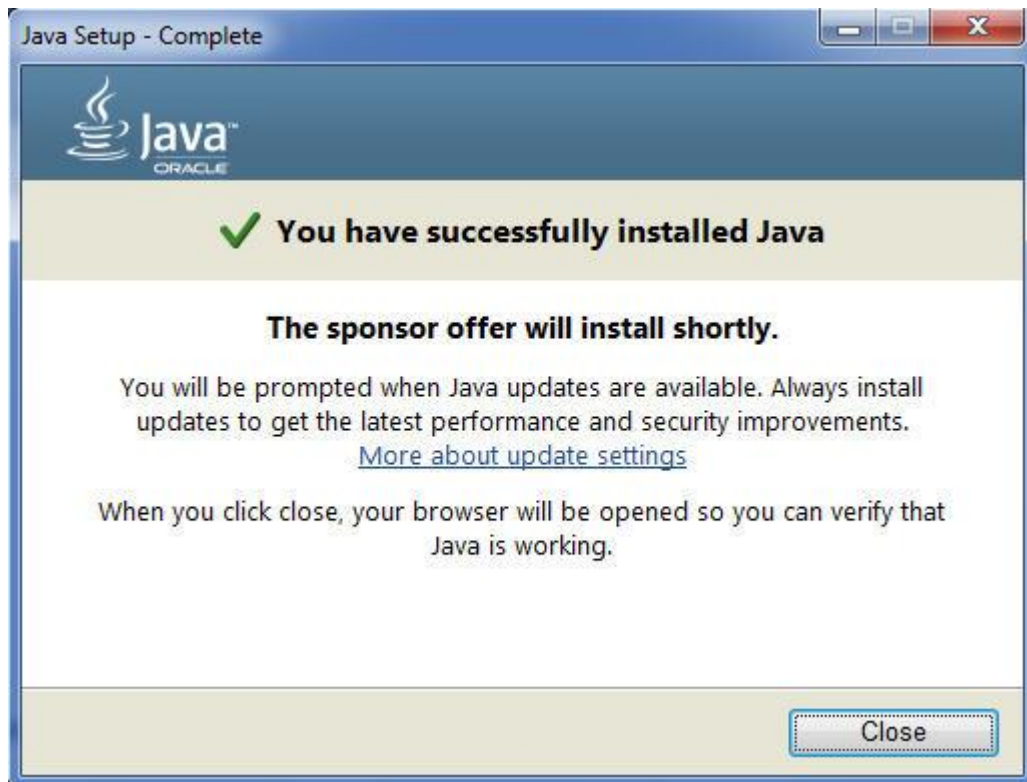 Java Setup - Complete
Java™
ORACLE
You have successfully installed Java
The sponsor offer will install shortly.
You will be prompted when Java updates are available. Always install
updates to get the latest performance and security improvements.
More about update settings
When you click close, your browser will be opened so you can verify that
Java is working.
Close